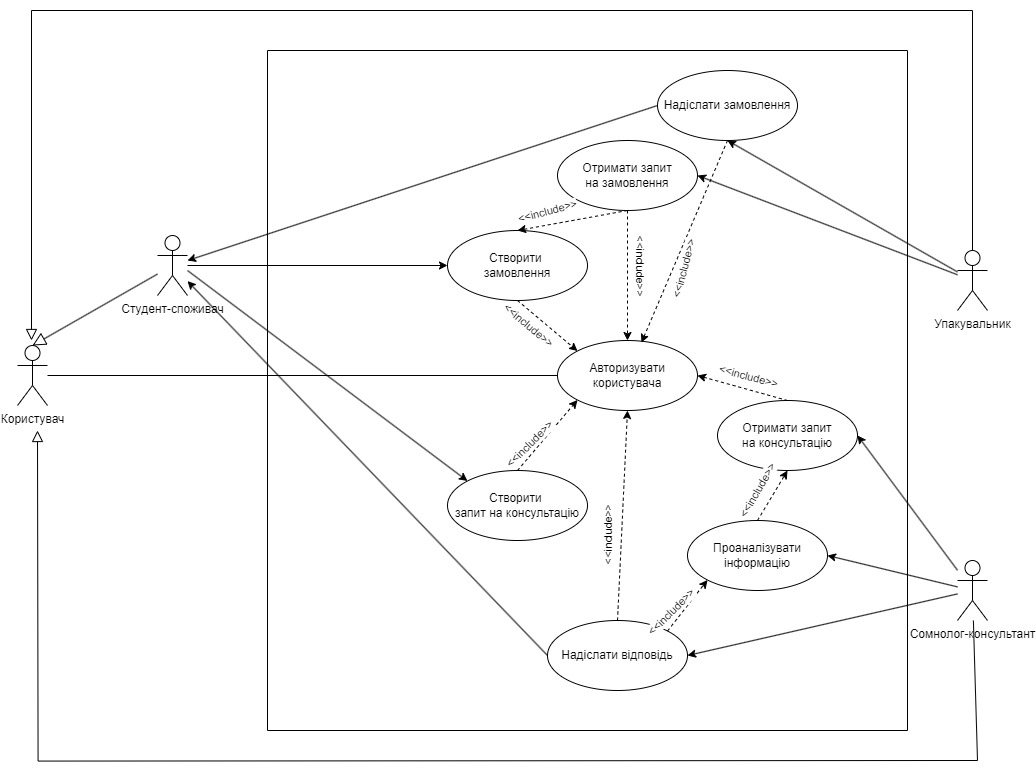 Надіслати замовлення
Отримати запит
на замовлення
<<include>>
Створити
замовлення
<<include>>
<<include>>
Студент-споживач
Упакувальник
<<include>>
Авторизувати
користувача
<<include>>
Користувач
Отримати запит
на консультацію
<<include>>
Створити
запит на консультацію
<<include>>
<<include>>
Проаналізувати
інформацію
<<include>>
Сомнолог-консультант
Надіслати відповідь